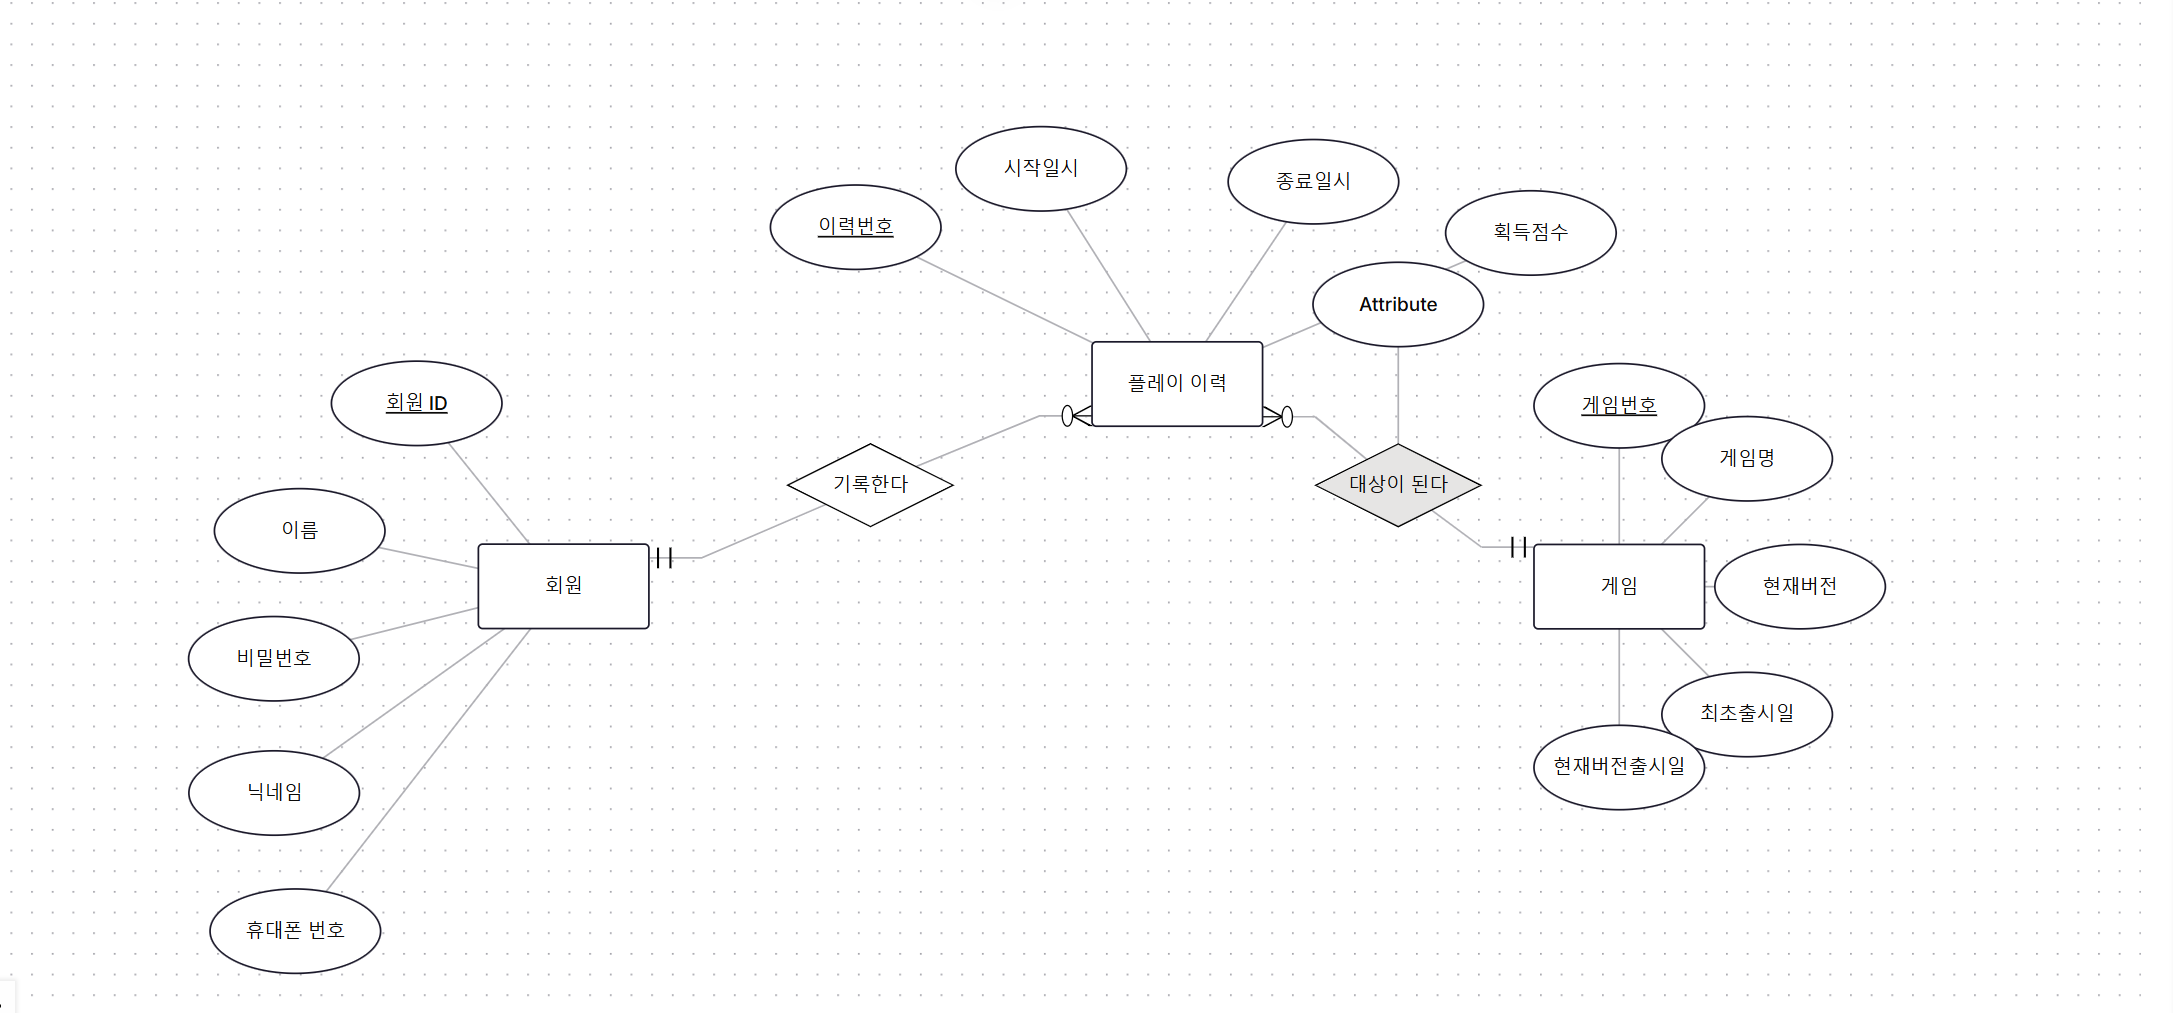 시작일시
종료일시
이력번호
획득점수
Attribute
플레이 이력
회원 ID
게임번호
게임명
기록한다
대상이 된다
이름
회원
게임
현재버전
비밀번호
최초출시일
현재버전출시일
닉네임
휴대폰 번호